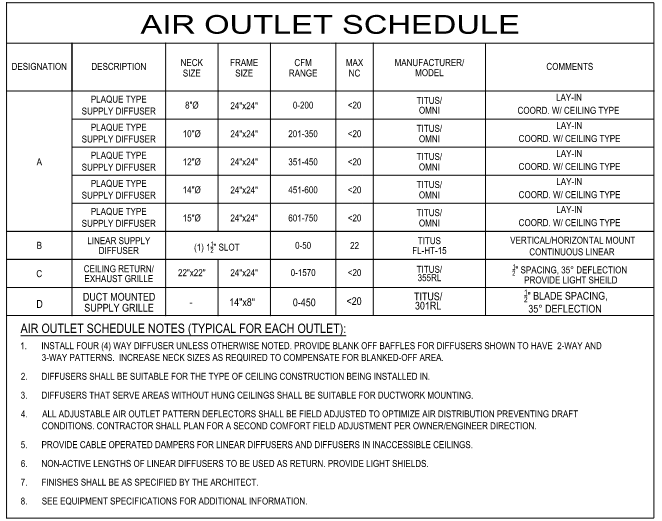 AIR OUTLET SCHEDULE
DESIGNATION DESCRIPTION NECK SIZE FRAME SIZE CFM RANGE MAX NC MANUFACTURER/ MODEL COMMENTS
A
PLAQUE TYPE SUPPLY DIFFUSER 8"Ø 24"x24" 0-200 <20 TITUS/ OMNI LAY-IN COORD. W/ CEILING TYPE
PLAQUE TYPE SUPPLY DIFFUSER 10"Ø 24"x24" 201-350 <20 TITUS/ OMNI LAY-IN COORD. W/ CEILING TYPE
PLAQUE TYPE SUPPLY DIFFUSER 12"Ø 24"x24" 351-450 <20 TITUS/ OMNI LAY-IN COORD. W/ CEILING TYPE
PLAQUE TYPE SUPPLY DIFFUSER 14"Ø 24"x24" 451-600 <20 TITUS/ OMNI LAY-IN COORD. W/ CEILING TYPE
PLAQUE TYPE SUPPLY DIFFUSER 15"Ø 24"x24" 601-750 <20 TITUS/ OMNI LAY-IN COORD. W/ CEILING TYPE
B LINEAR SUPPLY DIFFUSER (1) 1½" SLOT 0-50 22 TITUS FL-HT-15 VERTICAL/HORIZONTAL MOUNT CONTINUOUS LINEAR
C CEILING RETURN/ EXHAUST GRILLE 22"x22" 24"x24" 0-1570 <20 TITUS/ 355RL ½" SPACING, 35° DEFLECTION PROVIDE LIGHT SHEILD
D DUCT MOUNTED SUPPLY GRILLE - 14"x8" 0-450 <20 TITUS/ 301RL ½" BLADE SPACING, 35° DEFLECTION
AIR OUTLET SCHEDULE NOTES (TYPICAL FOR EACH OUTLET):
1. INSTALL FOUR (4) WAY DIFFUSER UNLESS OTHERWISE NOTED. PROVIDE BLANK OFF BAFFLES FOR DIFFUSERS SHOWN TO HAVE 2-WAY AND
3-WAY PATTERNS. INCREASE NECK SIZES AS REQUIRED TO COMPENSATE FOR BLANKED-OFF AREA.
2. DIFFUSERS SHALL BE SUITABLE FOR THE TYPE OF CEILING CONSTRUCTION BEING INSTALLED IN.
3. DIFFUSERS THAT SERVE AREAS WITHOUT HUNG CEILINGS SHALL BE SUITABLE FOR DUCTWORK MOUNTING.
4. ALL ADJUSTABLE AIR OUTLET PATTERN DEFLECTORS SHALL BE FIELD ADJUSTED TO OPTIMIZE AIR DISTRIBUTION PREVENTING DRAFT
CONDITIONS. CONTRACTOR SHALL PLAN FOR A SECOND COMFORT FIELD ADJUSTMENT PER OWNER/ENGINEER DIRECTION.
5. PROVIDE CABLE OPERATED DAMPERS FOR LINEAR DIFFUSERS AND DIFFUSERS IN INACCESSIBLE CEILINGS.
6. NON-ACTIVE LENGTHS OF LINEAR DIFFUSERS TO BE USED AS RETURN. PROVIDE LIGHT SHIELDS.
7. FINISHES SHALL BE AS SPECIFIED BY THE ARCHITECT.
8. SEE EQUIPMENT SPECIFICATIONS FOR ADDITIONAL INFORMATION.